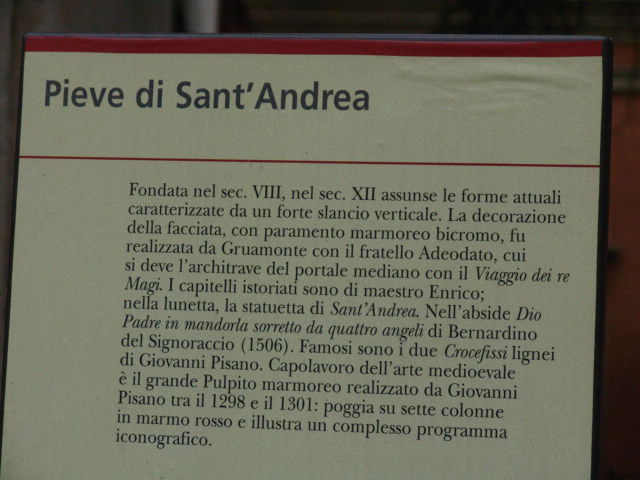 Pieve di Sant'Andrea
Fondata nel sec. VIII, nel sec. XII assunse le forme attuali
caratterizzate da un forte slancio verticale. La decorazione
della facciata, con paramento marmoreo bicromo, fu
realizzata da Gruamonte con il fratello Adeodato, cui
si deve l'architrave del portale mediano con il Viaggio dei re
Magi. I capitelli istoriati sono di maestro Enrico;
nella lunetta, la statuetta di Sant'Andrea. Nell'abside Dio
Padre in mandorla sorretto da quattro angeli di Bernardino
del Signoraccio (1506). Famosi sono i due Crocefissi lignei
di Giovanni Pisano. Capolavoro dell'arte medioevale
è il grande Pulpito marmoreo realizzato da Giovanni
Pisano tra il 1298 e il 1301: poggia su sette colonne
in marmo rosso e illustra un complesso programma
iconografico.